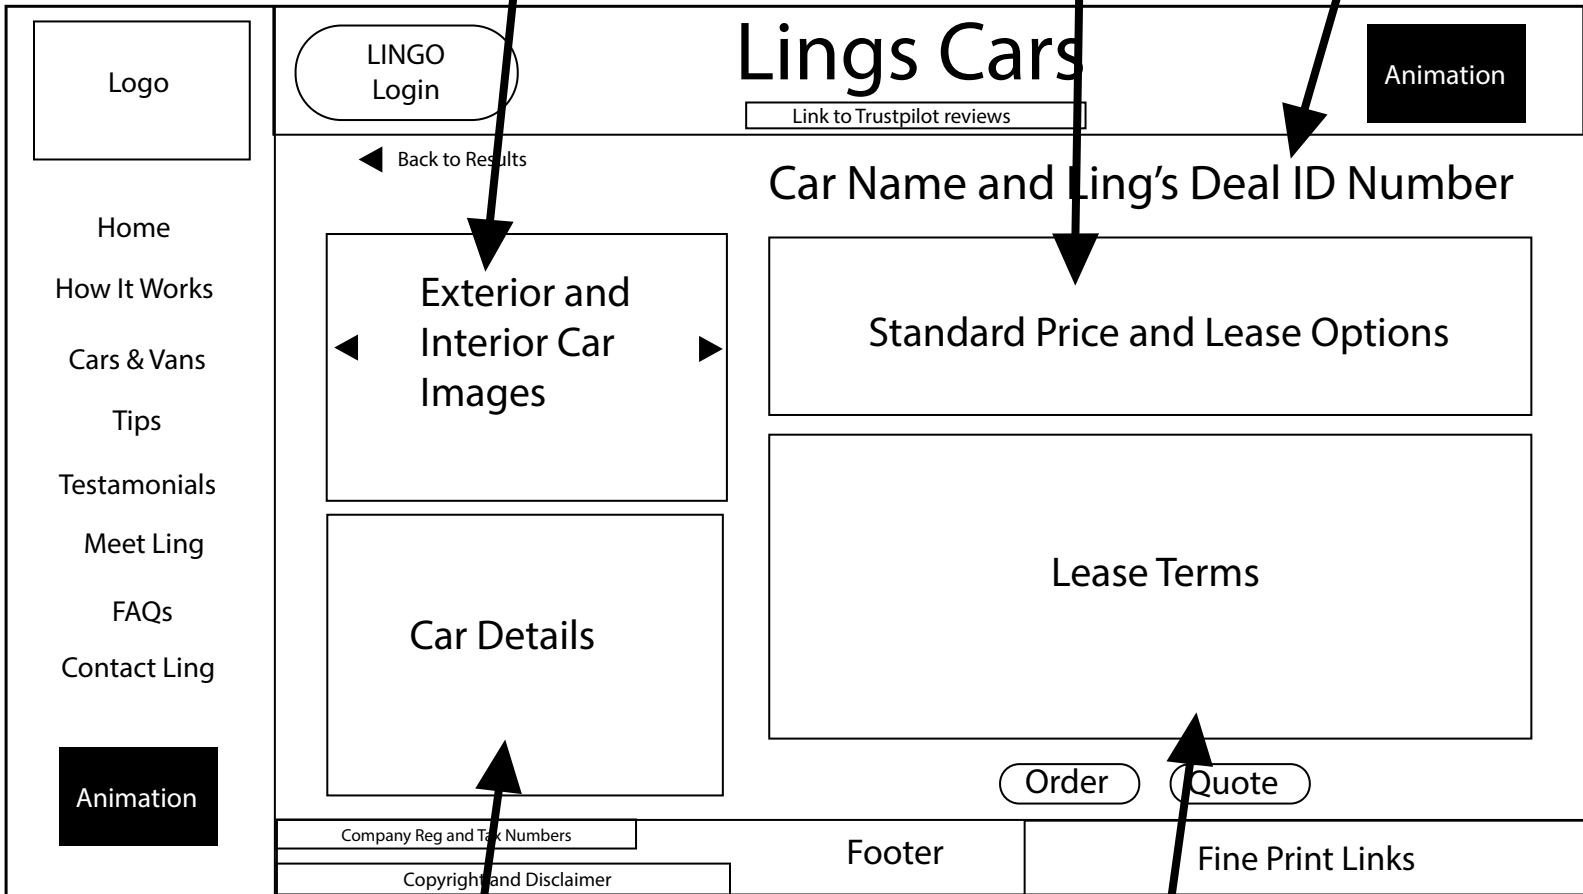 Logo
Home
How It Works
Cars & Vans
Tips
Testamonials
Meet Ling
FAQs
Contact Ling
Animation
LINGO
Login
Lings Cars
Link to Trustpilot reviews
Animation
Back to Results
Car Name and Ling's Deal ID Number
Exterior and
Interior Car
Images
Standard Price and Lease Options
Car Details
Lease Terms
Order
Quote
Company Reg and Tax Numbers
Copyright and Disclaimer
Footer
Fine Print Links